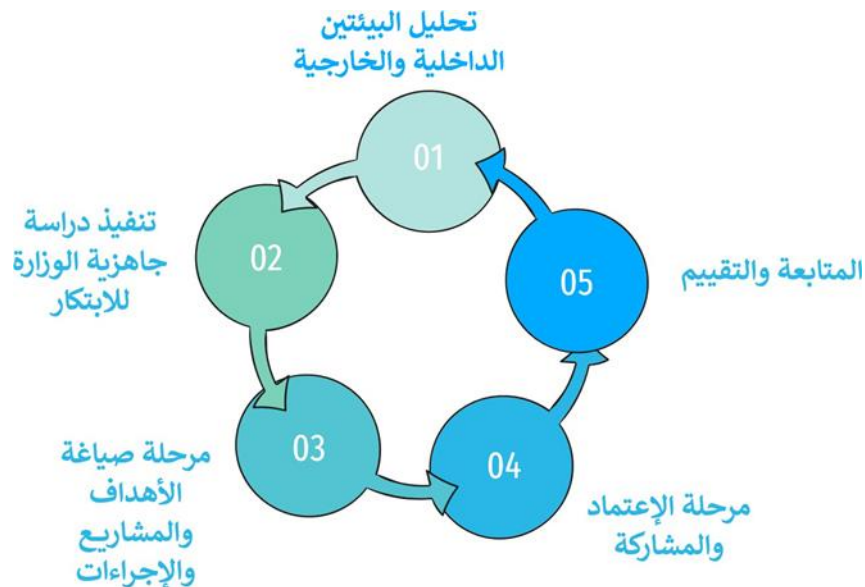 تحليل البيئتين
الداخلية والخارجية
01
تنفيذ دراسة
جاهزية الوزارة
للابتكار
02
مرحلة صياغة
الأهداف
والمشاريع
والإجراءات
03
مرحلة الإعتماد
والمشاركة
04
المتابعة والتقييم
05